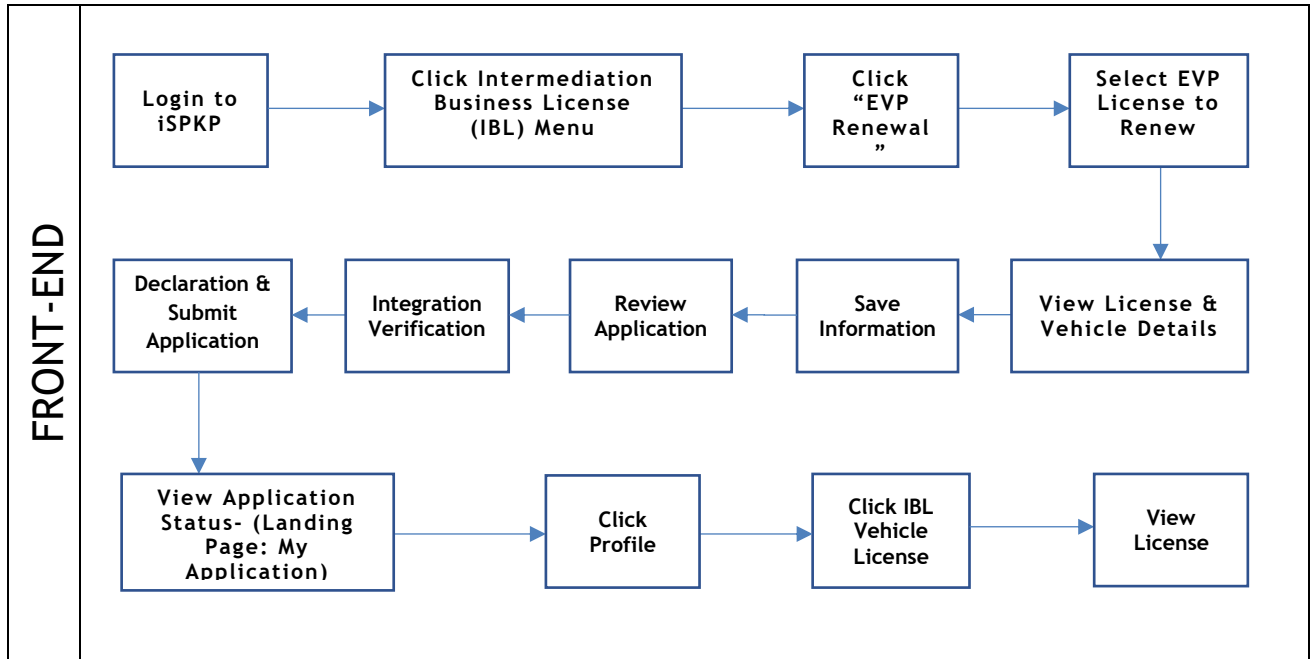 FRONT-END
Login to
iSPKP
Click Intermediation
Business License
(IBL) Menu
Click
“EVP
Renewal
”
Select EVP
License to
Renew
Declaration &
Submit
Application
Integration
Verification
Review
Application
Save
Information
View License &
Vehicle Details
View Application
Status- (Landing
Page: My
Application)
Click
Profile
Click IBL
Vehicle
License
View
License